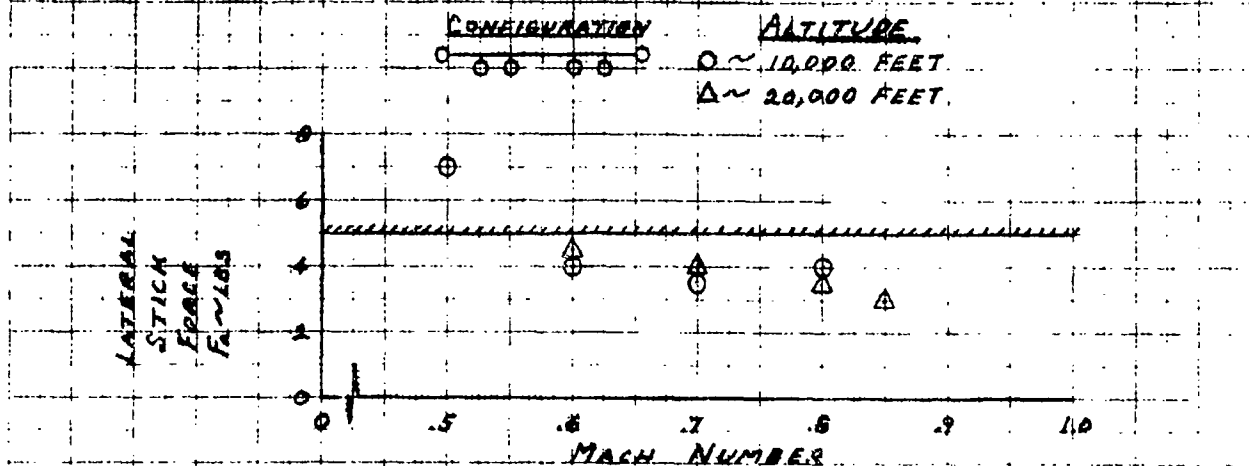 CONFIGURATION
ALTITUDE
O ~ 10,000 FEET
Δ ~ 20,000 FEET
8
6
4
2
0
LATERAL
STICK
FORCE
Fa ~ LBS
0 .5 .6 .7 .8 .9 1.0
MACH NUMBER